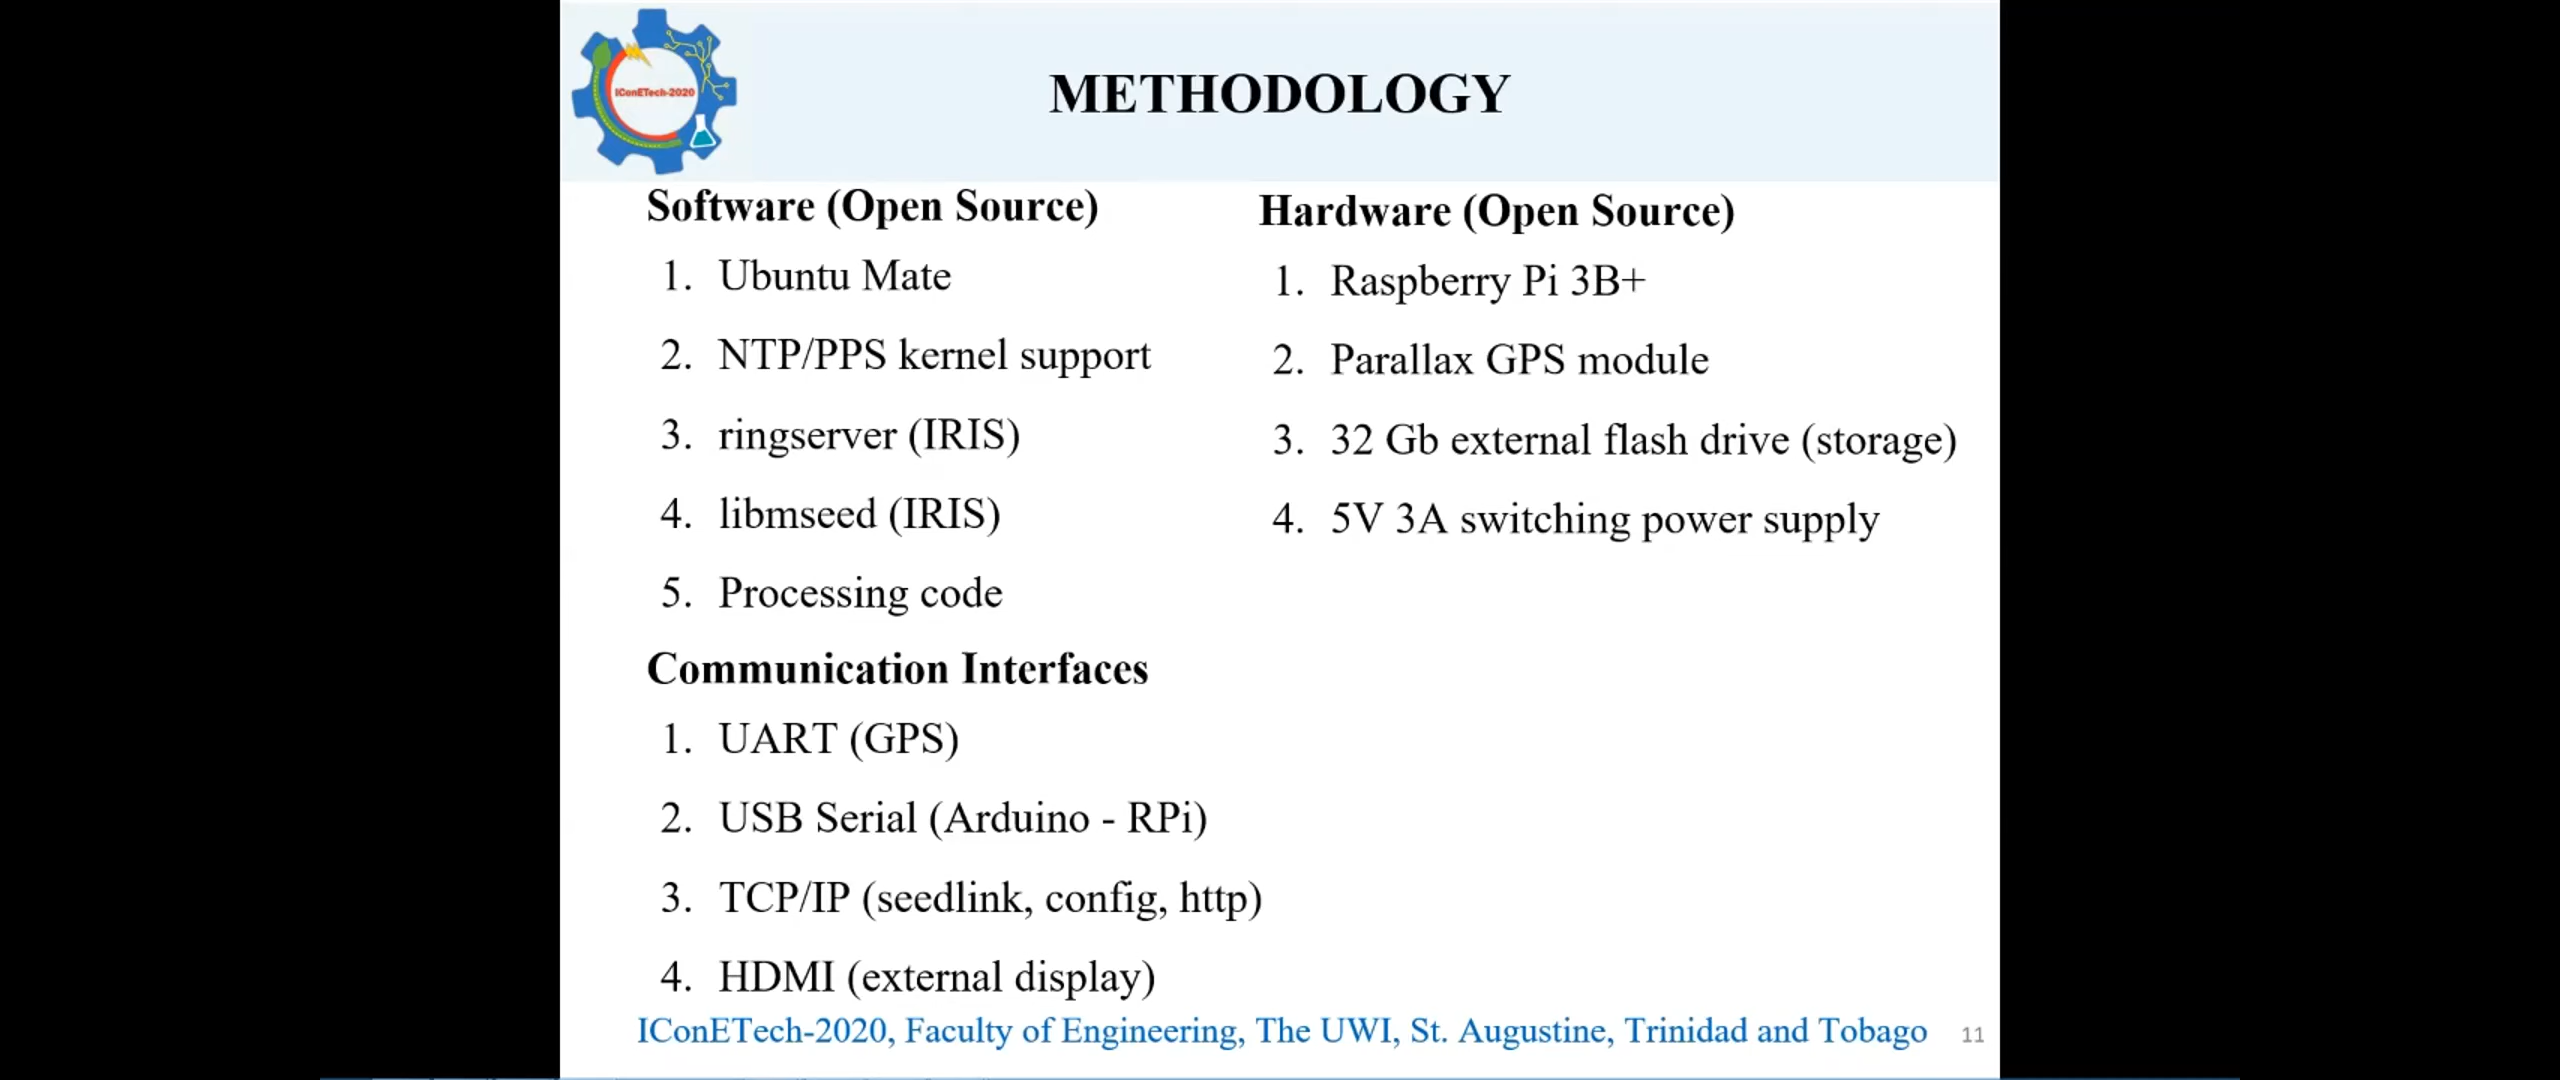 IConETech-2020
METHODOLOGY
Software (Open Source)
1. Ubuntu Mate
2. NTP/PPS kernel support
3. ringserver (IRIS)
4. libmseed (IRIS)
5. Processing code
Communication Interfaces
1. UART (GPS)
2. USB Serial (Arduino - RPi)
3. TCP/IP (seedlink, config, http)
4. HDMI (external display)
Hardware (Open Source)
1. Raspberry Pi 3B+
2. Parallax GPS module
3. 32 Gb external flash drive (storage)
4. 5V 3A switching power supply
IConETech-2020, Faculty of Engineering, The UWI, St. Augustine, Trinidad and Tobago
11